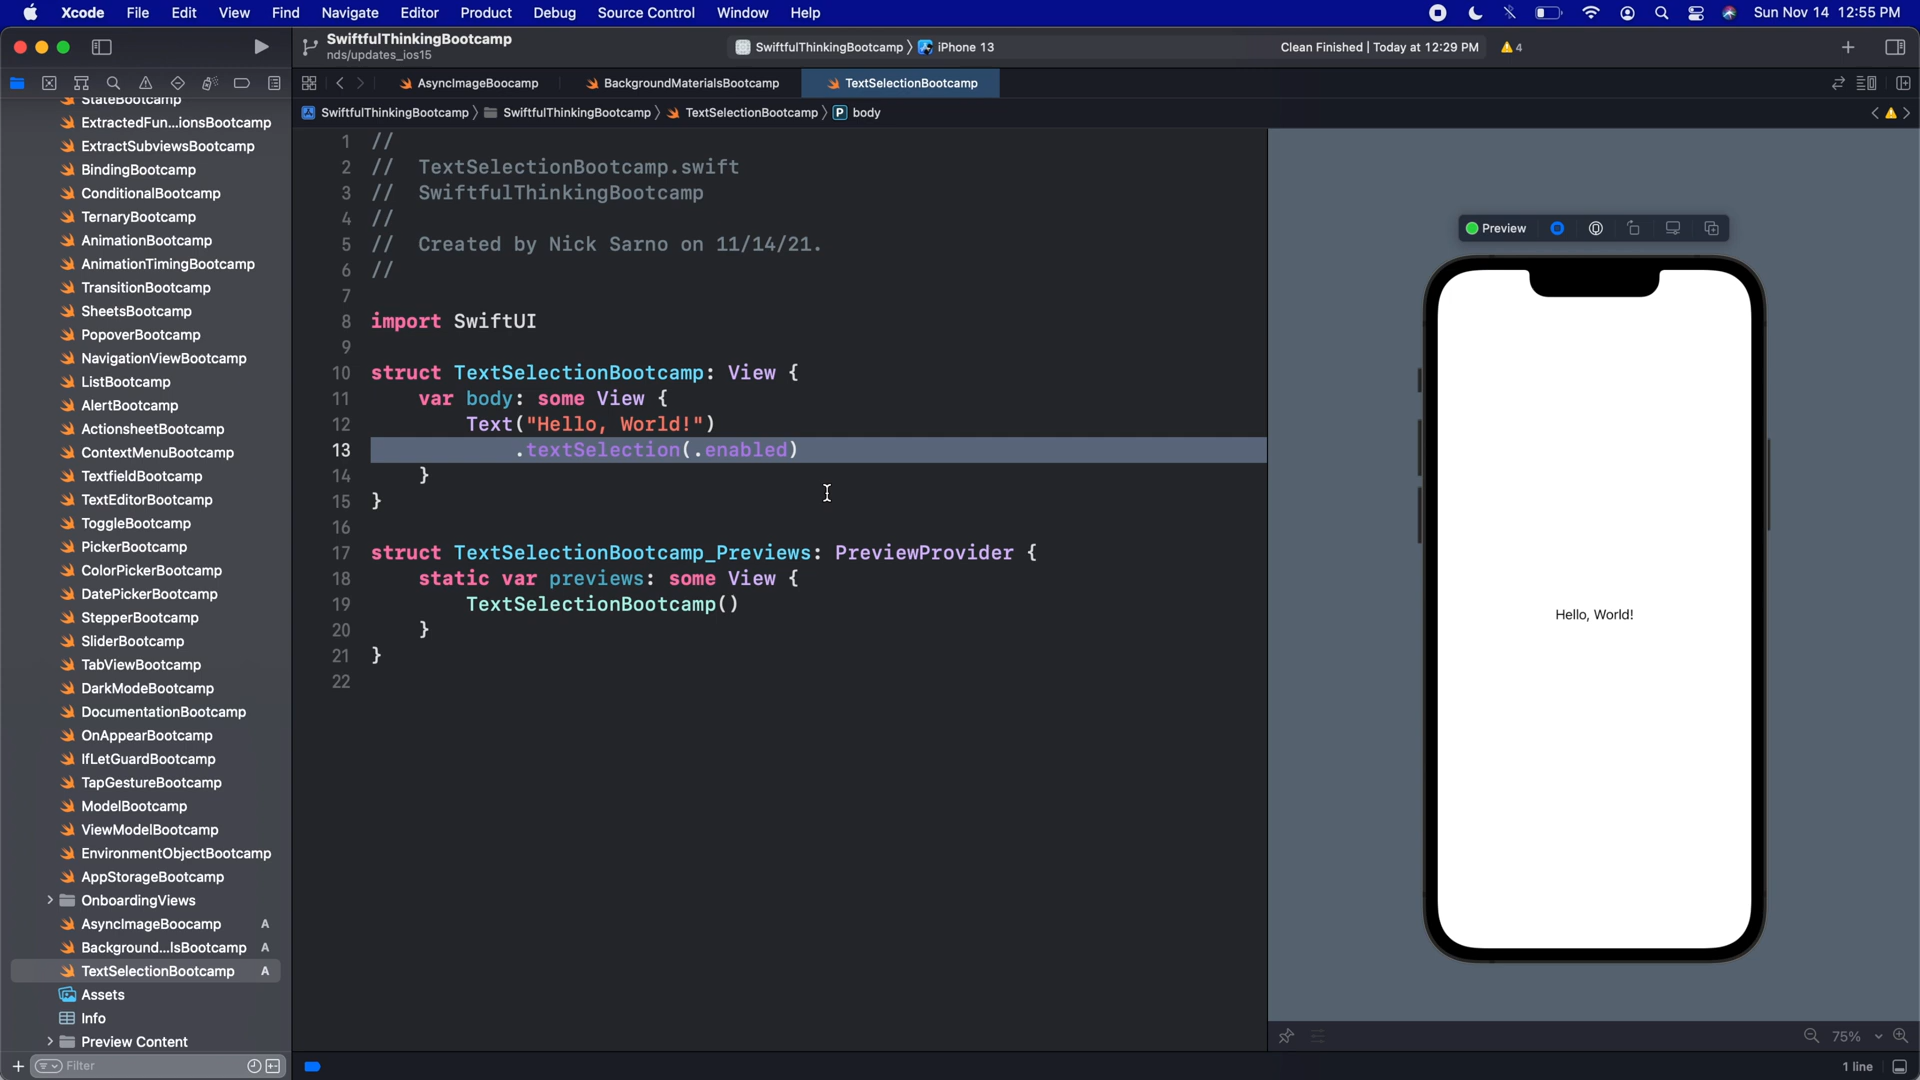 Xcode File Edit View Find Navigate Editor Product Debug Source Control Window Help Sun Nov 14 12:55 PM
SwiftfulThinkingBootcamp
nds/updates_ios15
SwiftfulThinkingBootcamp 〉 iPhone 13 Clean Finished | Today at 12:29 PM 4
AsyncImageBoocamp BackgroundMaterialsBootcamp TextSelectionBootcamp
SwiftfulThinkingBootcamp 〉 SwiftfulThinkingBootcamp 〉 TextSelectionBootcamp 〉 P body
StateBootcamp
ExtractedFun...ionsBootcamp
ExtractSubviewsBootcamp
BindingBootcamp
ConditionalBootcamp
TernaryBootcamp
AnimationBootcamp
AnimationTimingBootcamp
TransitionBootcamp
SheetsBootcamp
PopoverBootcamp
NavigationViewBootcamp
ListBootcamp
AlertBootcamp
ActionsheetBootcamp
ContextMenuBootcamp
TextfieldBootcamp
TextEditorBootcamp
ToggleBootcamp
PickerBootcamp
ColorPickerBootcamp
DatePickerBootcamp
StepperBootcamp
SliderBootcamp
TabViewBootcamp
DarkModeBootcamp
DocumentationBootcamp
OnAppearBootcamp
IfLetGuardBootcamp
TapGestureBootcamp
ModelBootcamp
ViewModelBootcamp
EnvironmentObjectBootcamp
AppStorageBootcamp
OnboardingViews
AsyncImageBoocamp A
Background...lsBootcamp A
TextSelectionBootcamp A
Assets
Info
Preview Content
Filter
1 //
2 //  TextSelectionBootcamp.swift
3 //  SwiftfulThinkingBootcamp
4 //
5 //  Created by Nick Sarno on 11/14/21.
6 //
7
8 import SwiftUI
9
10 struct TextSelectionBootcamp: View {
11     var body: some View {
12         Text("Hello, World!")
13             .textSelection(.enabled)
14     }
15 }
16
17 struct TextSelectionBootcamp_Previews: PreviewProvider {
18     static var previews: some View {
19         TextSelectionBootcamp()
20     }
21 }
22
Preview
Hello, World!
75%
1 line